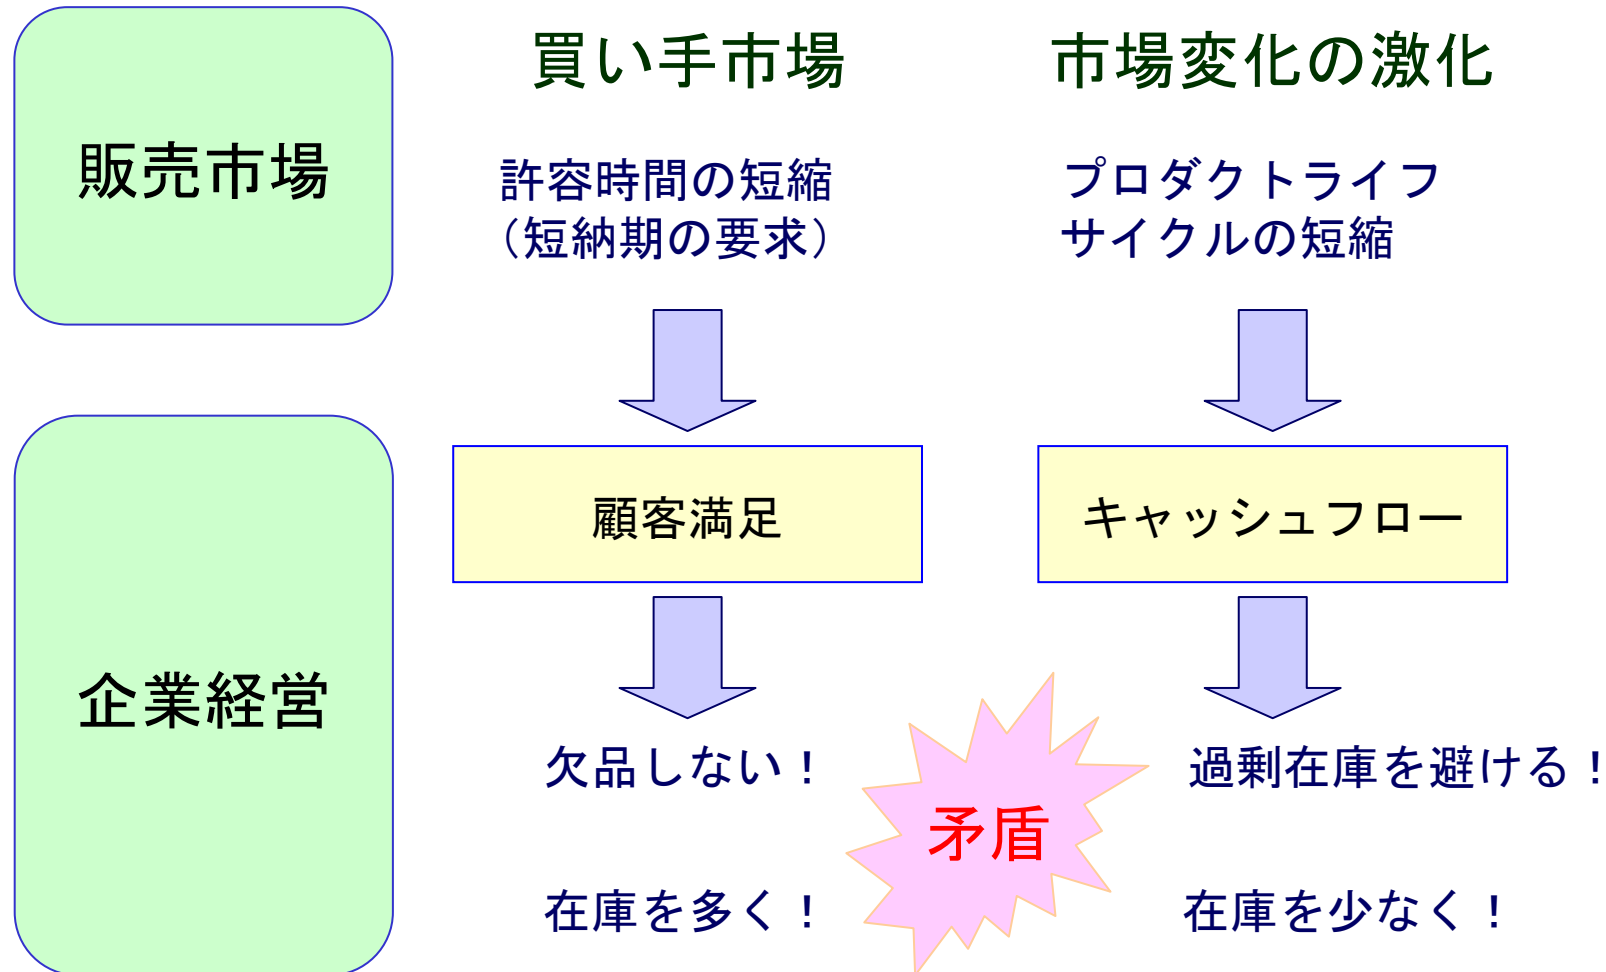 販売市場
買い手市場
許容時間の短縮
（短納期の要求）
市場変化の激化
プロダクトライフ
サイクルの短縮
企業経営
顧客満足
キャッシュフロー
欠品しない！
在庫を多く！
矛盾
過剰在庫を避ける！
在庫を少なく！